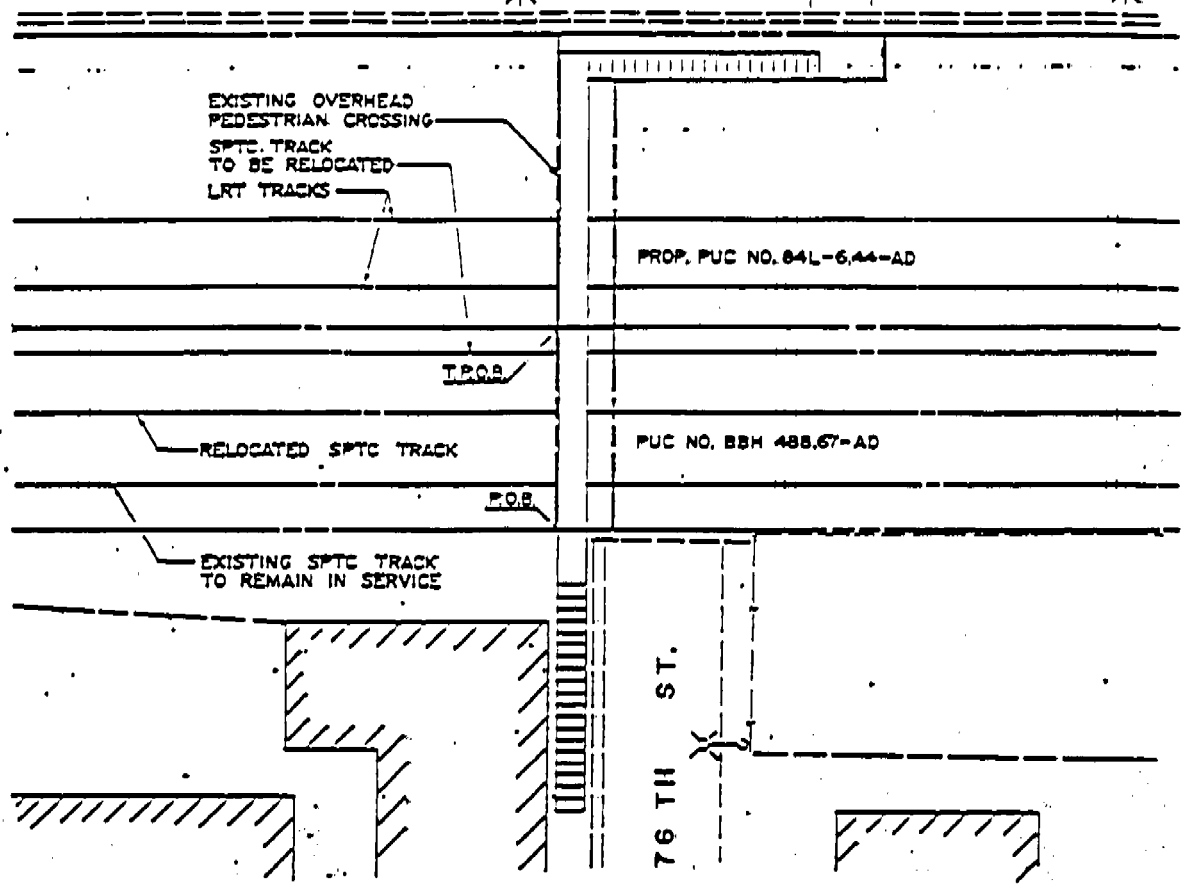 EXISTING OVERHEAD
PEDESTRIAN CROSSING
SPTC. TRACK
TO BE RELOCATED
LRT TRACKS
PROP. PUC NO. 84L-6.44-AD
T.P.O.B.
RELOCATED SPTC TRACK
PUC NO. BBH 488.67-AD
P.O.B.
EXISTING SPTC TRACK
TO REMAIN IN SERVICE
76 TH ST.